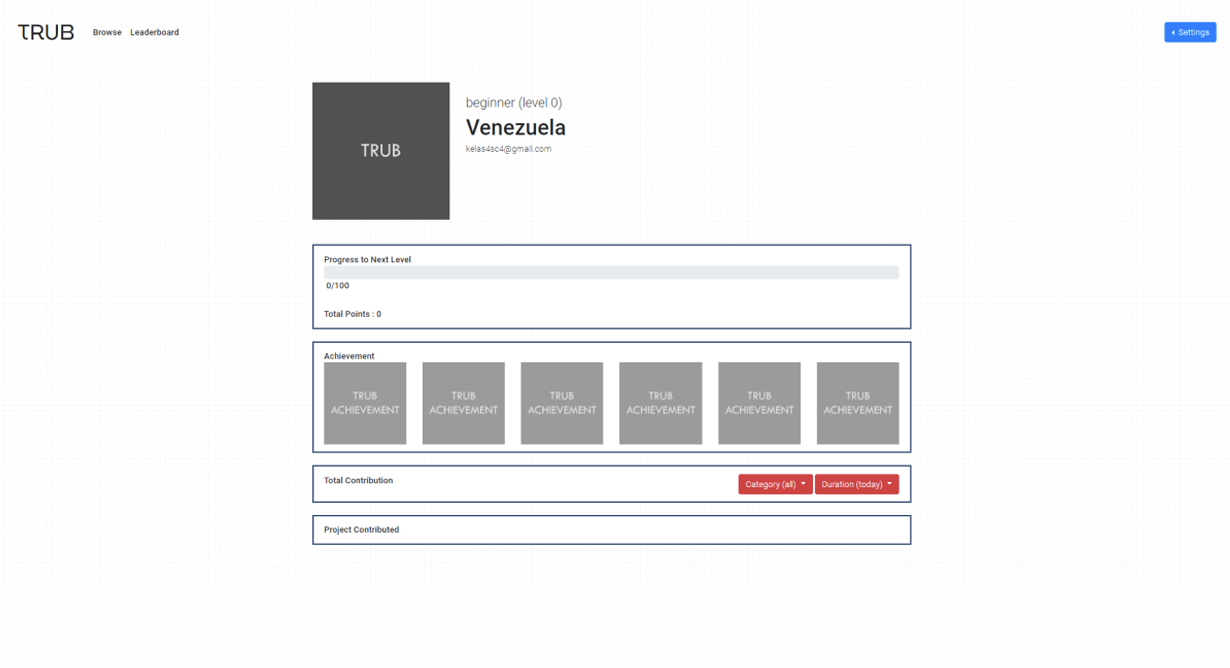 TRUB Browse Leaderboard Settings
TRUB
beginner (level 0)
Venezuela
kelas4sc4@gmail.com
Progress to Next Level
0/100
Total Points : 0
Achievement
TRUB TRUB TRUB TRUB TRUB TRUB
ACHIEVEMENT ACHIEVEMENT ACHIEVEMENT ACHIEVEMENT ACHIEVEMENT ACHIEVEMENT
Total Contribution Category (all) Duration (today)
Project Contributed